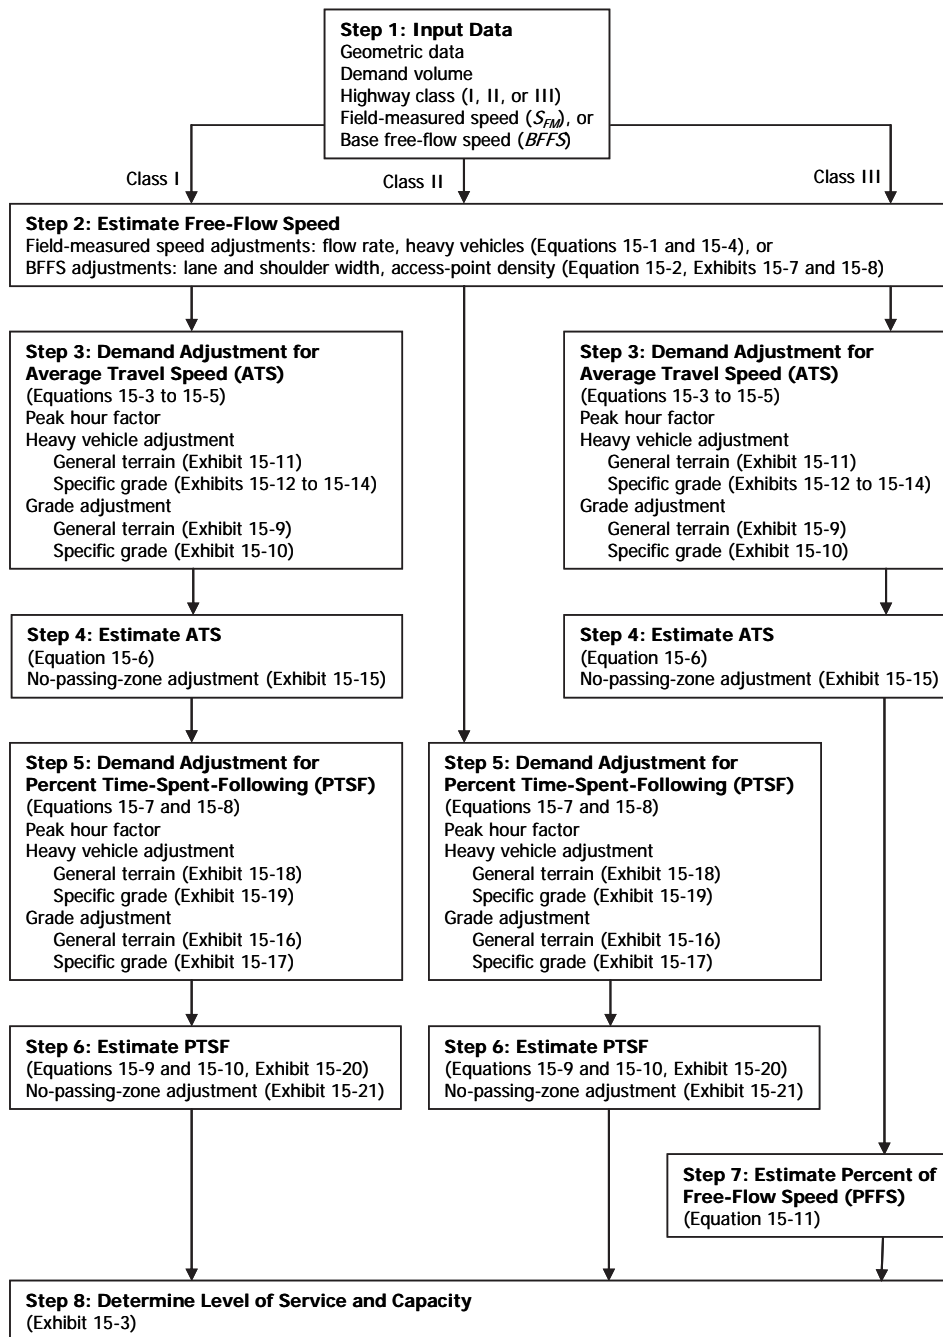 Step 1: Input Data
Geometric data
Demand volume
Highway class (I, II, or III)
Field-measured speed (S_FM), or
Base free-flow speed (BFFS)
Class I
Class II
Class III
Step 2: Estimate Free-Flow Speed
Field-measured speed adjustments: flow rate, heavy vehicles (Equations 15-1 and 15-4), or
BFFS adjustments: lane and shoulder width, access-point density (Equation 15-2, Exhibits 15-7 and 15-8)
Step 3: Demand Adjustment for
Average Travel Speed (ATS)
(Equations 15-3 to 15-5)
Peak hour factor
Heavy vehicle adjustment
General terrain (Exhibit 15-11)
Specific grade (Exhibits 15-12 to 15-14)
Grade adjustment
General terrain (Exhibit 15-9)
Specific grade (Exhibit 15-10)
Step 3: Demand Adjustment for
Average Travel Speed (ATS)
(Equations 15-3 to 15-5)
Peak hour factor
Heavy vehicle adjustment
General terrain (Exhibit 15-11)
Specific grade (Exhibits 15-12 to 15-14)
Grade adjustment
General terrain (Exhibit 15-9)
Specific grade (Exhibit 15-10)
Step 4: Estimate ATS
(Equation 15-6)
No-passing-zone adjustment (Exhibit 15-15)
Step 4: Estimate ATS
(Equation 15-6)
No-passing-zone adjustment (Exhibit 15-15)
Step 5: Demand Adjustment for
Percent Time-Spent-Following (PTSF)
(Equations 15-7 and 15-8)
Peak hour factor
Heavy vehicle adjustment
General terrain (Exhibit 15-18)
Specific grade (Exhibit 15-19)
Grade adjustment
General terrain (Exhibit 15-16)
Specific grade (Exhibit 15-17)
Step 5: Demand Adjustment for
Percent Time-Spent-Following (PTSF)
(Equations 15-7 and 15-8)
Peak hour factor
Heavy vehicle adjustment
General terrain (Exhibit 15-18)
Specific grade (Exhibit 15-19)
Grade adjustment
General terrain (Exhibit 15-16)
Specific grade (Exhibit 15-17)
Step 6: Estimate PTSF
(Equations 15-9 and 15-10, Exhibit 15-20)
No-passing-zone adjustment (Exhibit 15-21)
Step 6: Estimate PTSF
(Equations 15-9 and 15-10, Exhibit 15-20)
No-passing-zone adjustment (Exhibit 15-21)
Step 7: Estimate Percent of
Free-Flow Speed (PFFS)
(Equation 15-11)
Step 8: Determine Level of Service and Capacity
(Exhibit 15-3)